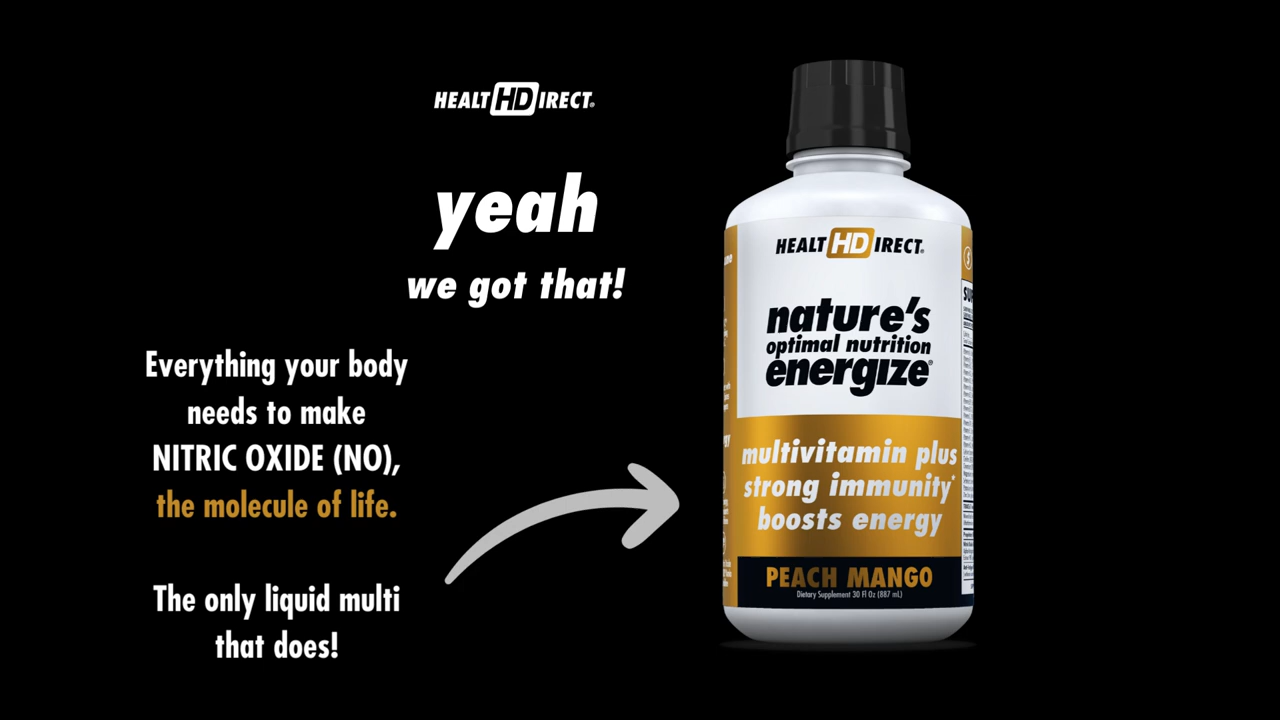 HEALTHDIRECT®
yeah
we got that!
Everything your body
needs to make
NITRIC OXIDE (NO),
the molecule of life.
The only liquid multi
that does!
HEALTHDIRECT®
nature's
optimal nutrition
energize®
multivitamin plus
strong immunity*
boosts energy
PEACH MANGO
Dietary Supplement 30 Fl Oz (887 mL)